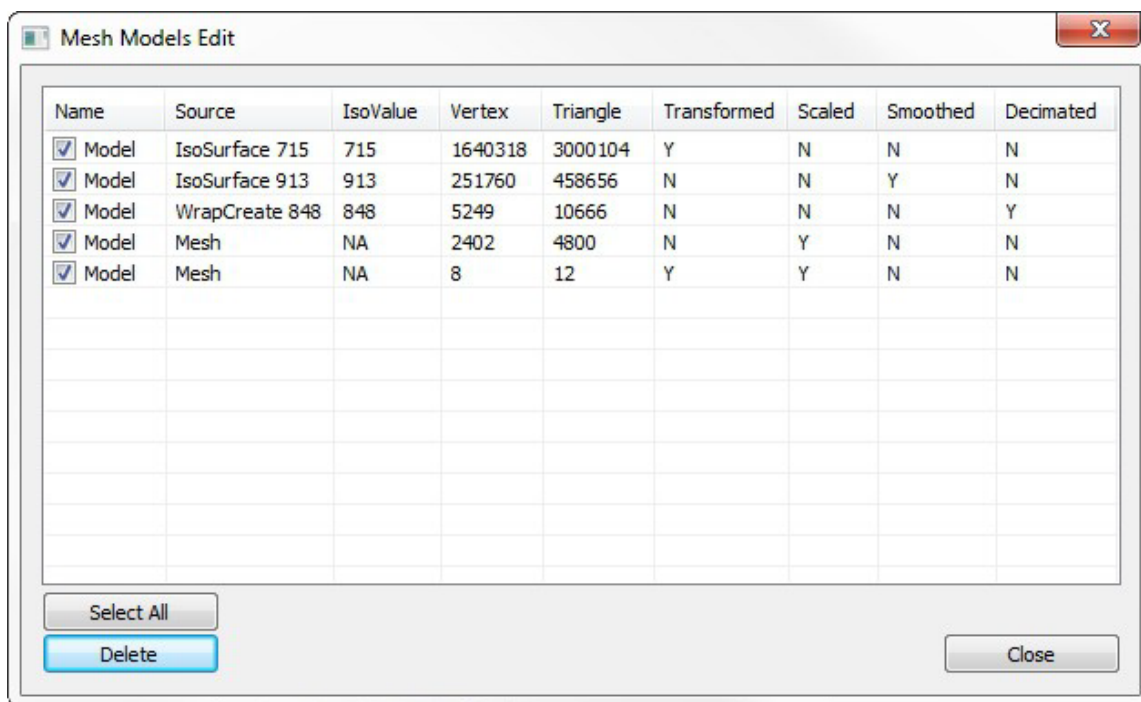 Mesh Models Edit
Name Source IsoValue Vertex Triangle Transformed Scaled Smoothed Decimated
Model IsoSurface 715 715 1640318 3000104 Y N N N
Model IsoSurface 913 913 251760 458656 N N Y N
Model WrapCreate 848 848 5249 10666 N N N Y
Model Mesh NA 2402 4800 N Y N N
Model Mesh NA 8 12 Y Y N N
Select All
Delete
Close